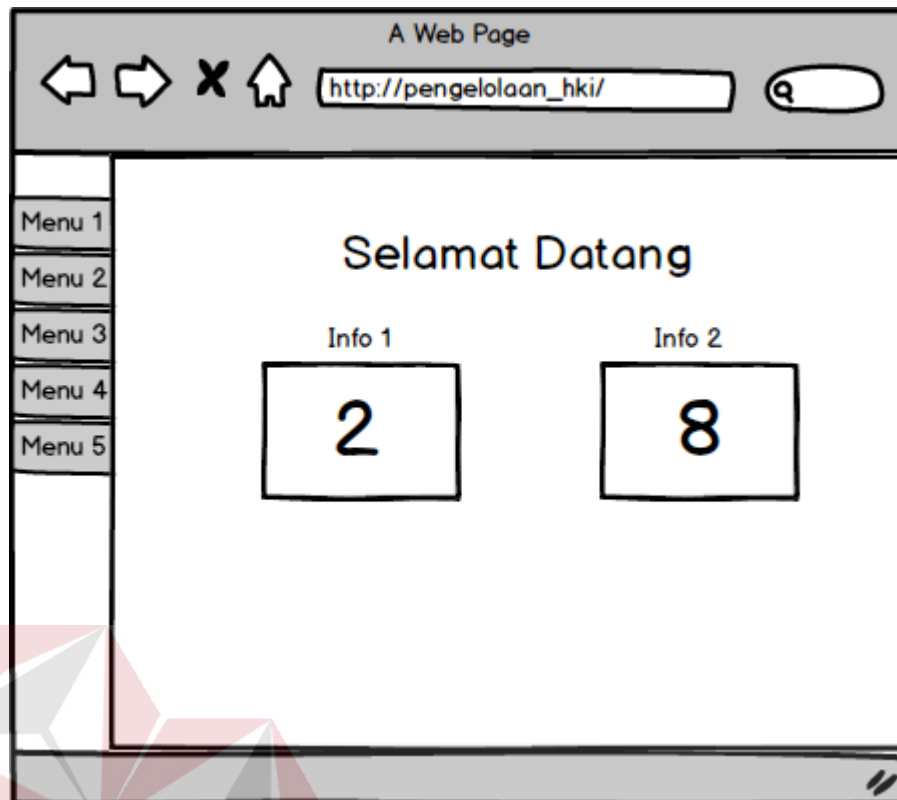 A Web Page
http://pengelolaan_hki/
Menu 1
Menu 2
Menu 3
Menu 4
Menu 5
Selamat Datang
Info 1 Info 2
2 8